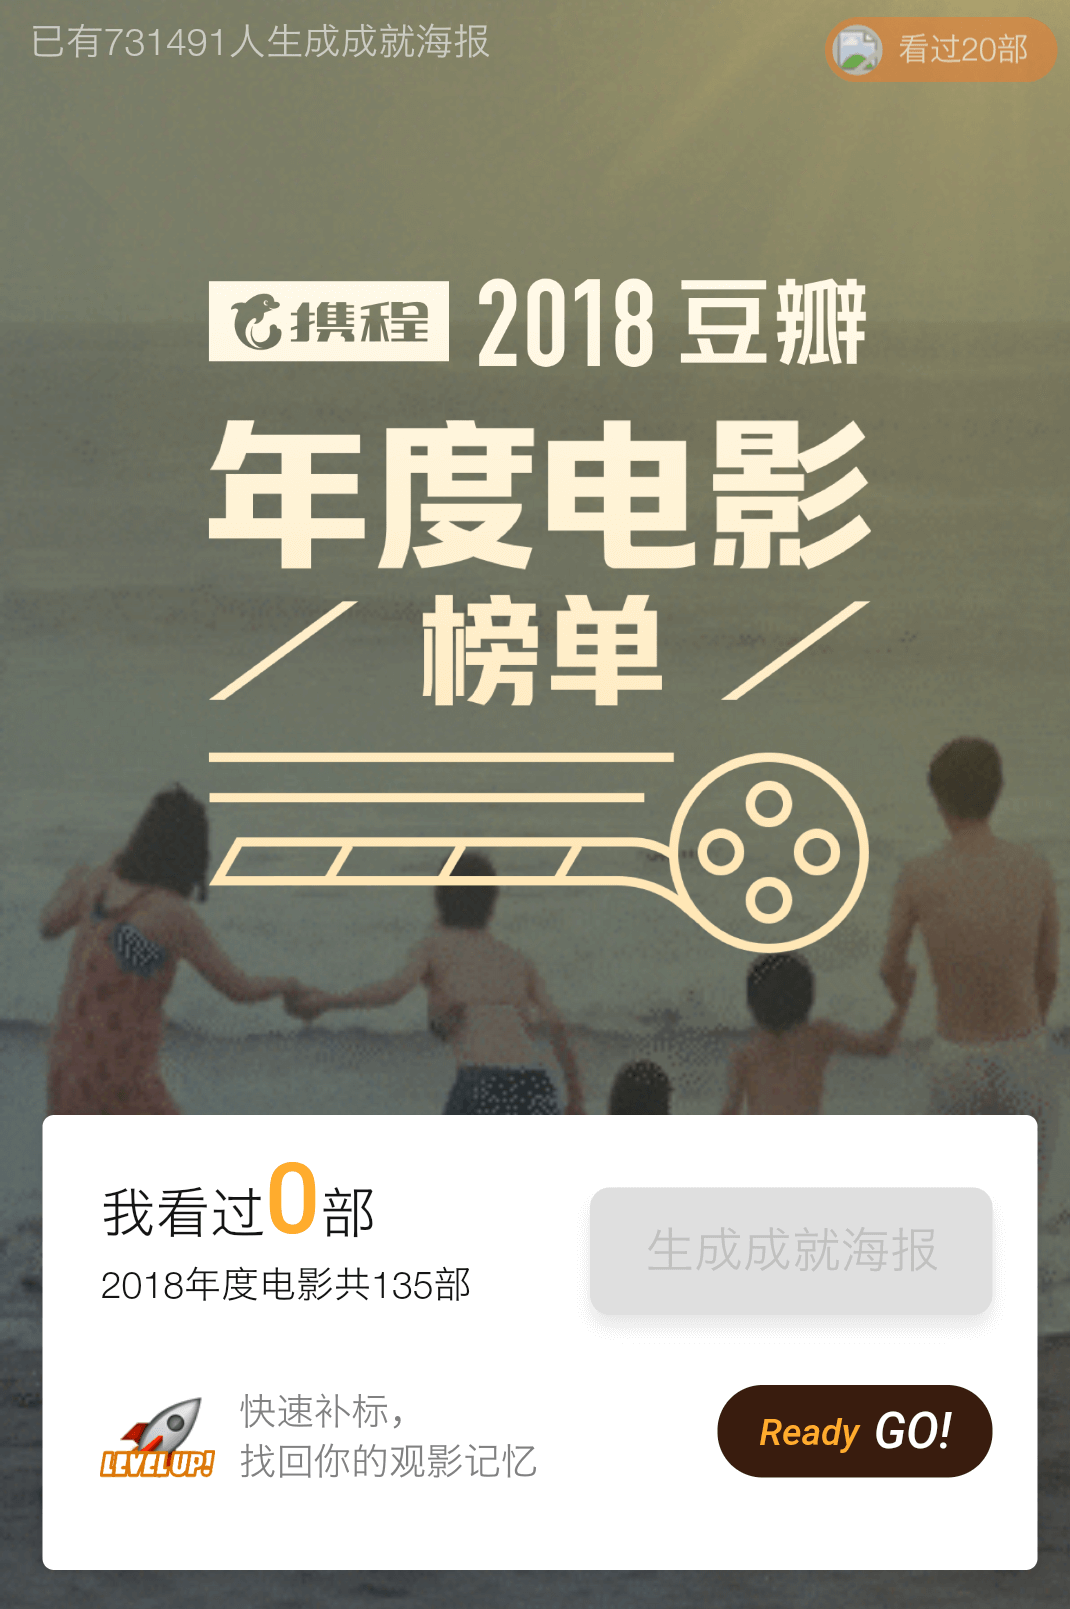 已有731491人生成成就海报
看过20部
携程 2018 豆瓣
年度电影
榜单
我看过0部
生成成就海报
2018年度电影共135部
LEVEL UP!
快速补标，
找回你的观影记忆
Ready GO!